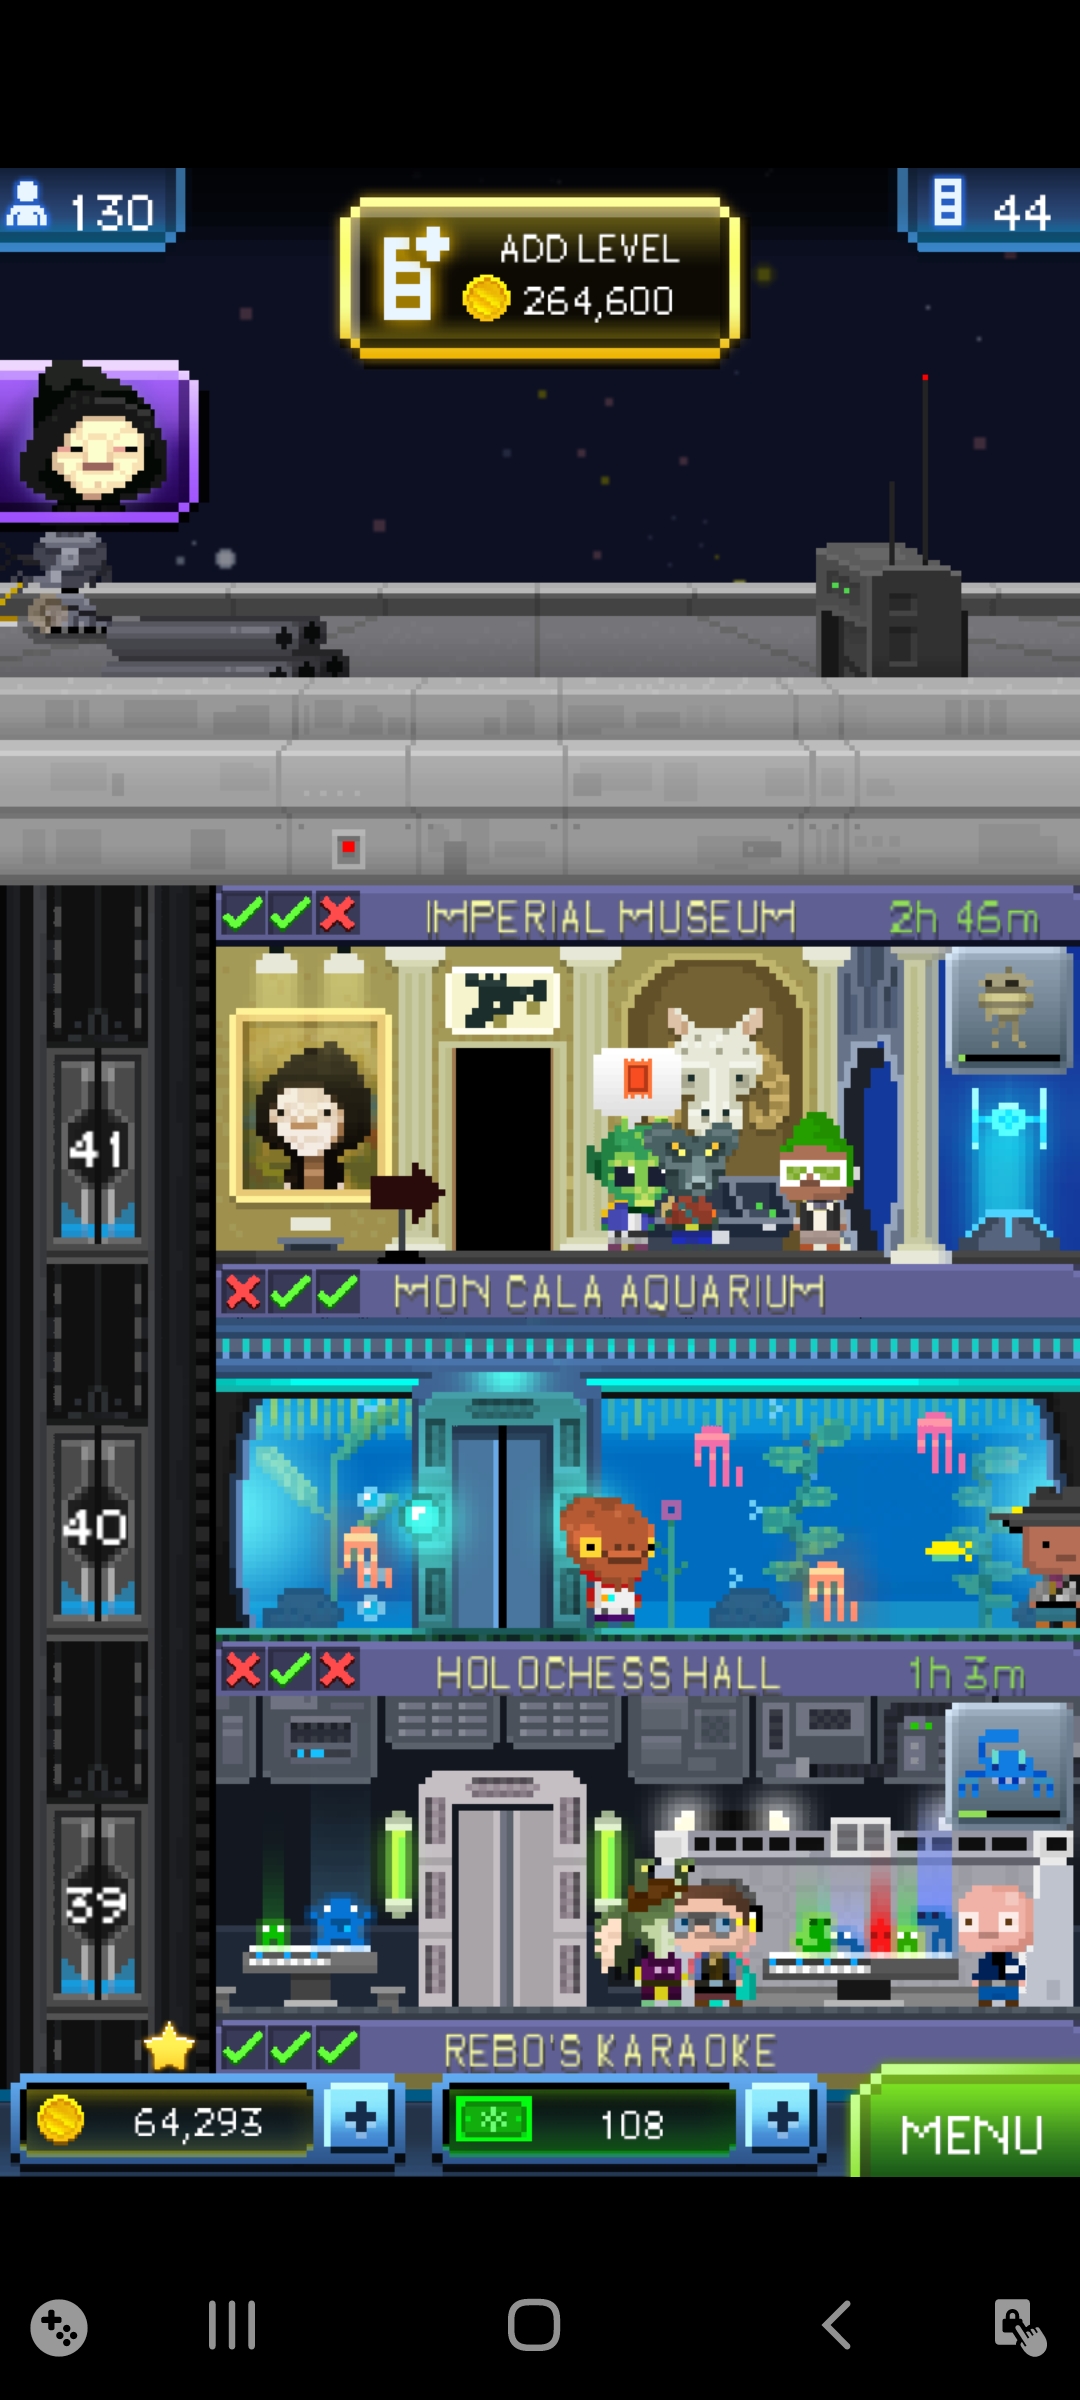 130
ADD LEVEL
264,600
44
IMPERIAL MUSEUM 2h 46m
41
MON CALA AQUARIUM
40
HOLOCHESS HALL 1h 3m
39
REBO'S KARAOKE
64,293
108
MENU